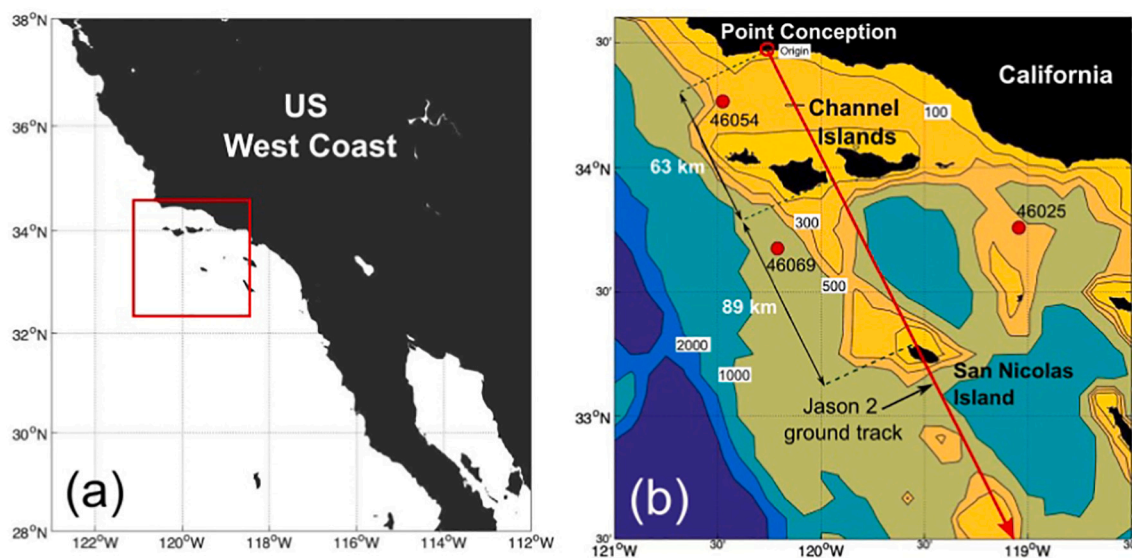 38°N
36°N
34°N
32°N
30°N
28°N
122°W
120°W
118°W
116°W
114°W
112°W
US
West Coast
(a)
30'
34°N
30'
33°N
30'
121°W
30'
120°W
30'
119°W
Point Conception
Origin
California
46054
Channel
Islands
100
63 km
300
46025
46069
500
89 km
2000
1000
San Nicolas
Island
Jason 2
ground track
(b)